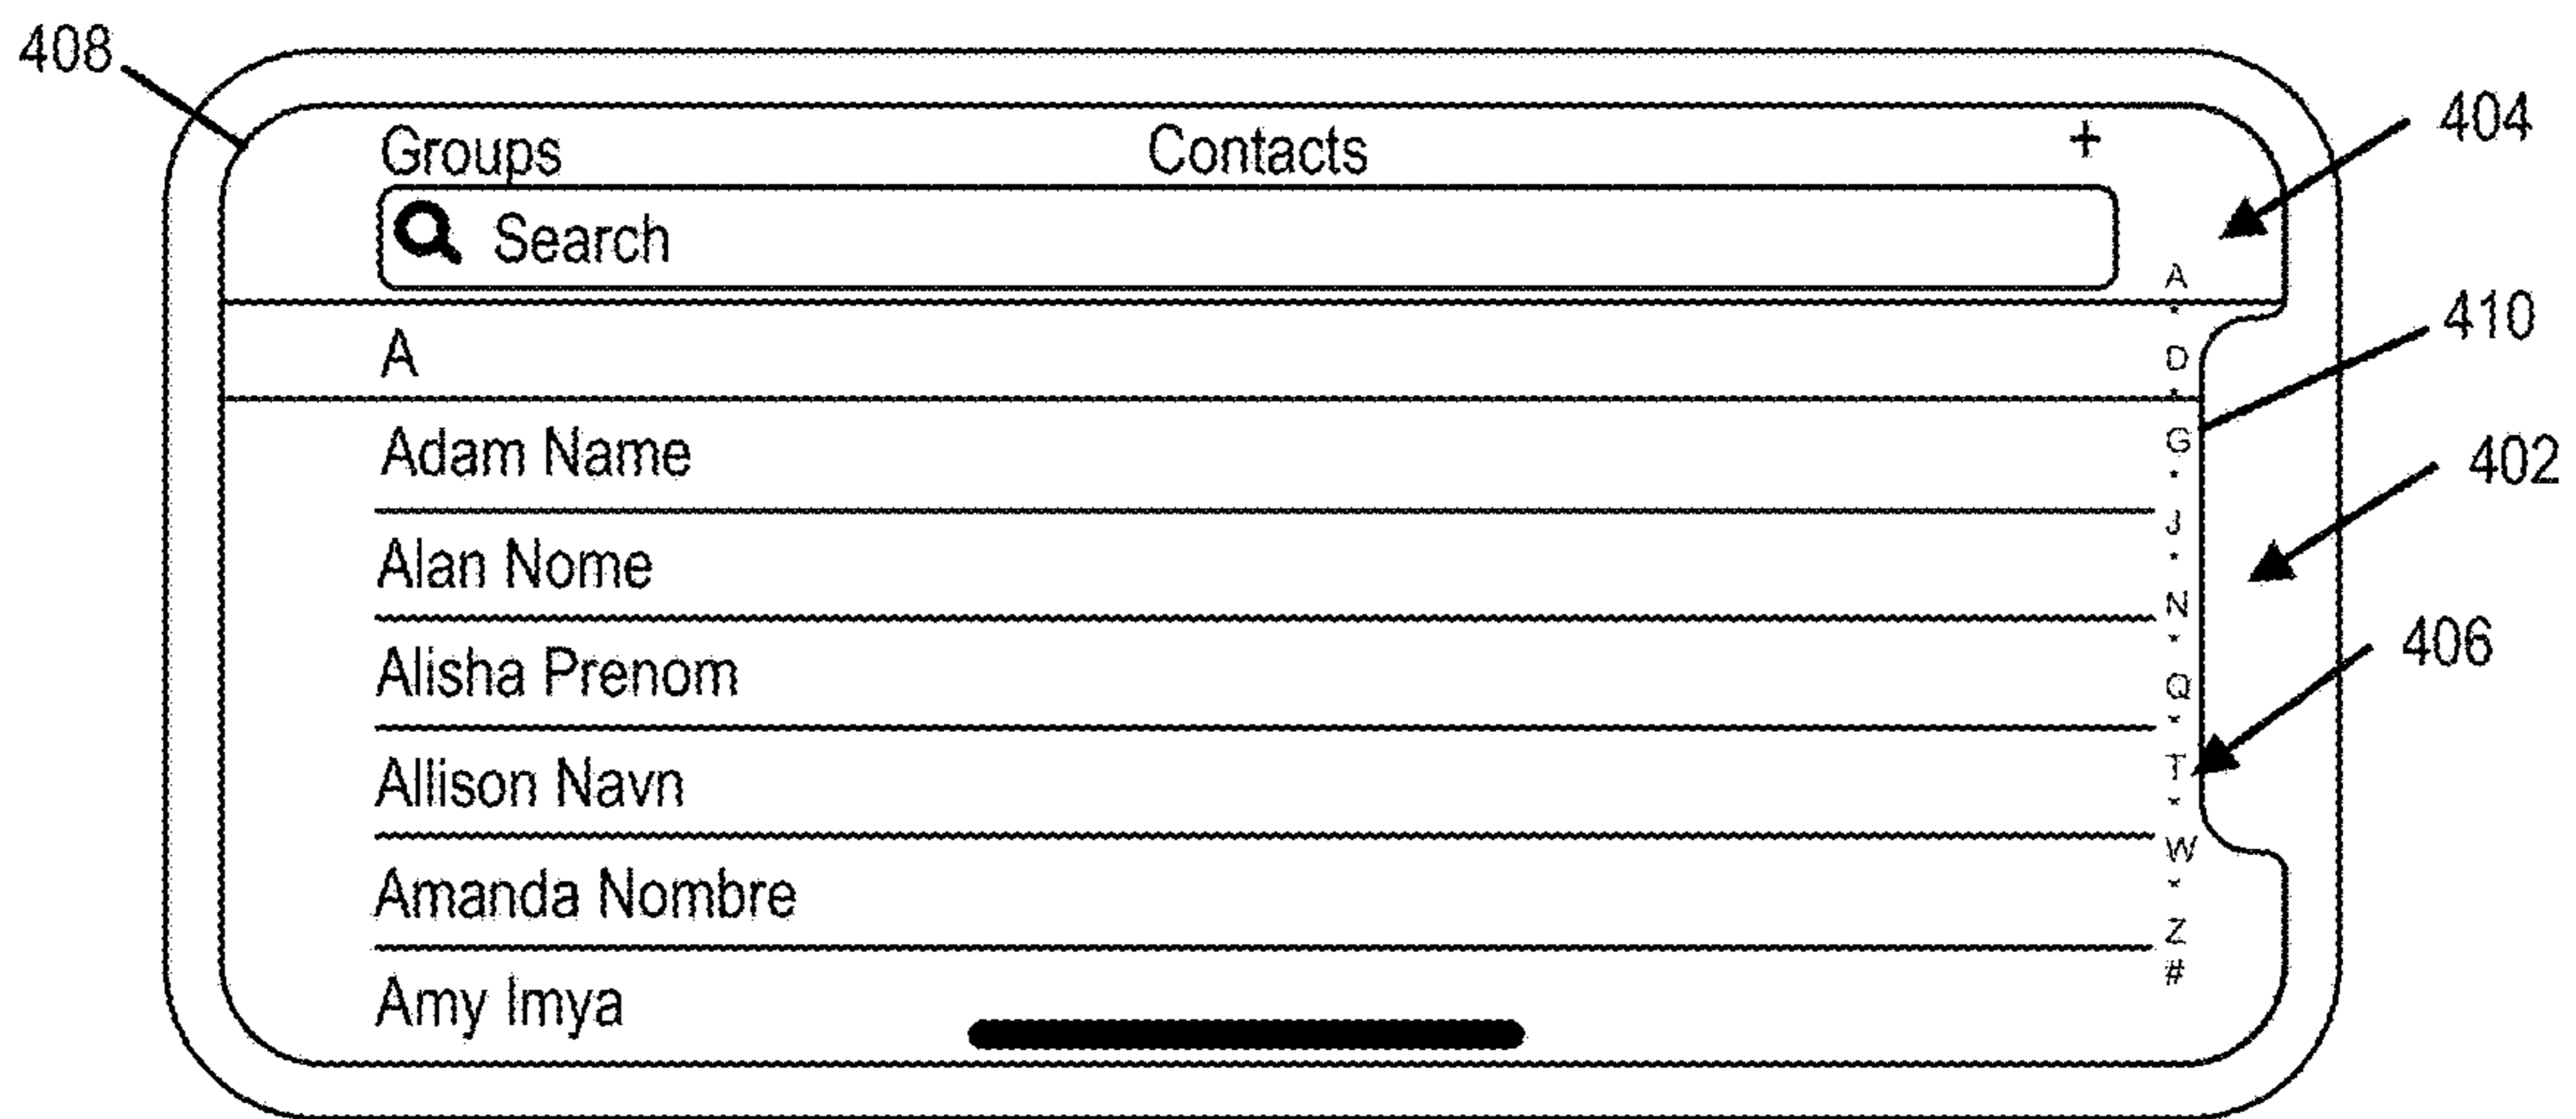 408
Groups Contacts +
404
Search
A
410
D
A
G
Adam Name
402
J
Alan Nome
N
406
Alisha Prenom
Q
T
Allison Navn
W
Amanda Nombre
Z
#
Amy Imya